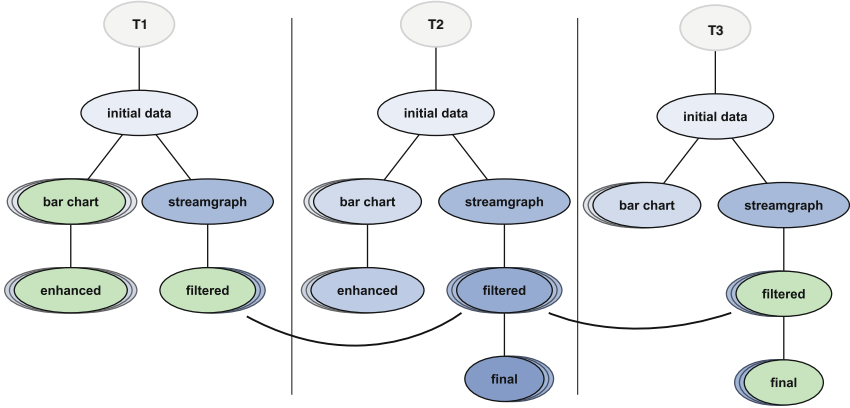 T1
initial data
bar chart
streamgraph
enhanced
filtered
T2
initial data
bar chart
streamgraph
enhanced
filtered
final
T3
initial data
bar chart
streamgraph
filtered
final